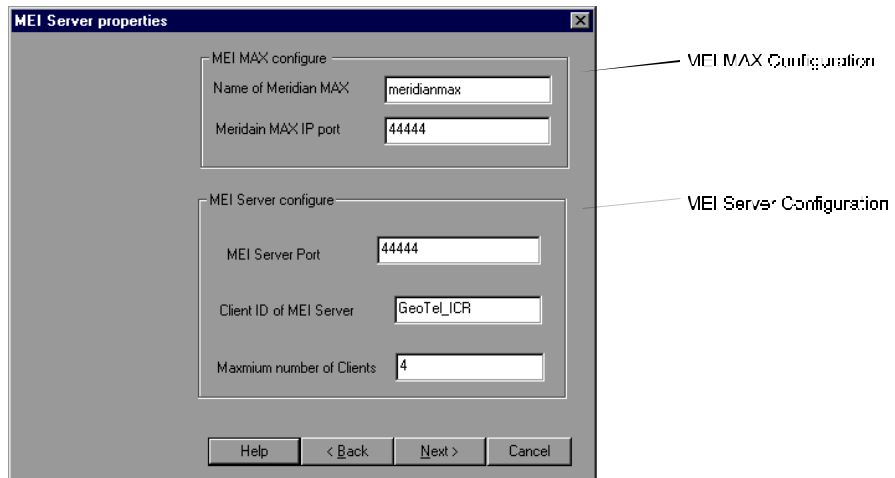 MEI Server properties
MEI MAX configure
MEI MAX Configuration
Name of Meridian MAX
meridianmax
Meridain MAX IP port
44444
MEI Server configure
MEI Server Configuration
MEI Server Port
44444
Client ID of MEI Server
GeoTel_ICR
Maxmium number of Clients
4
Help
< Back
Next >
Cancel